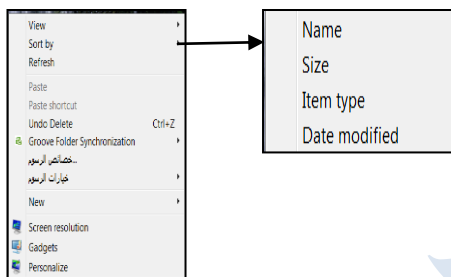 View
Sort by
Refresh
Paste
Paste shortcut
Undo Delete Ctrl+Z
Groove Folder Synchronization
خصائص الرسوم...
خيارات الرسوم
New
Screen resolution
Gadgets
Personalize
Name
Size
Item type
Date modified